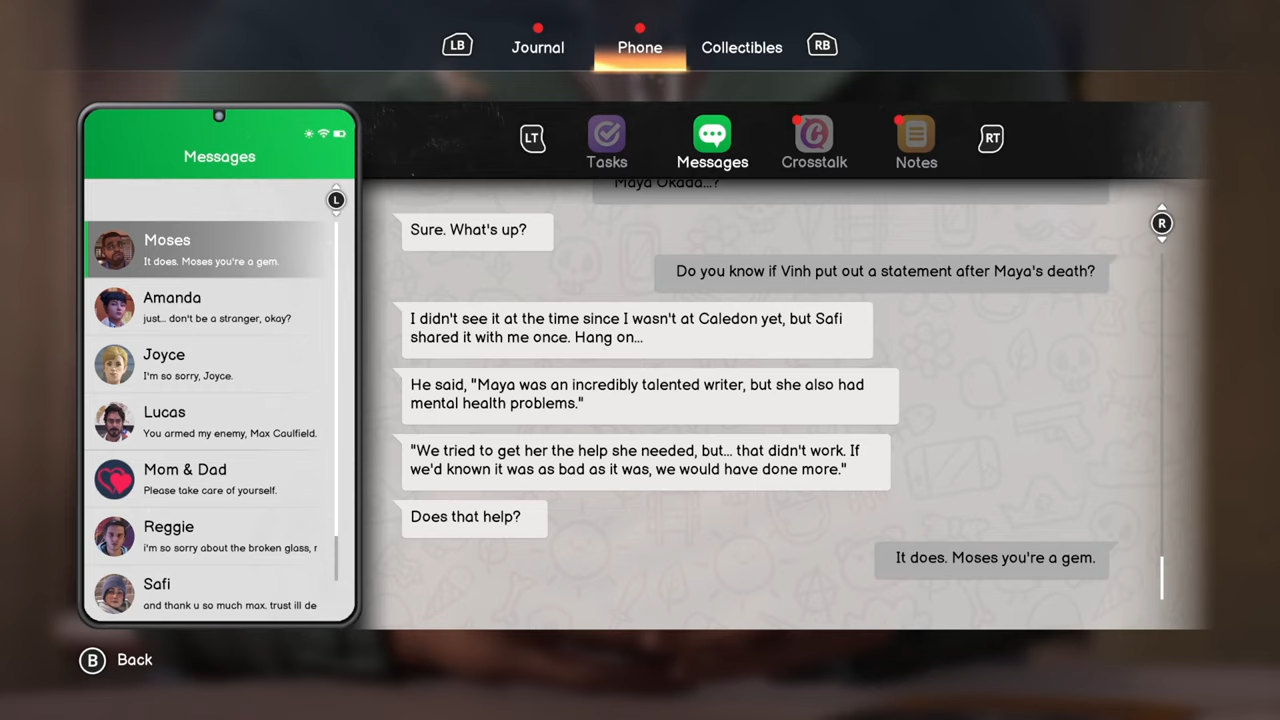 LB
Journal
Phone
Collectibles
RB
Messages
L
Moses
It does. Moses you're a gem.
Amanda
just... don't be a stranger, okay?
Joyce
I'm so sorry, Joyce.
Lucas
You armed my enemy, Max Caulfield.
Mom & Dad
Please take care of yourself.
Reggie
i'm so sorry about the broken glass, r
Safi
and thank u so much max. trust ill de
LT
Tasks
Messages
Crosstalk
Notes
RT
Maya Okada...?
R
Sure. What's up?
Do you know if Vinh put out a statement after Maya's death?
I didn't see it at the time since I wasn't at Caledon yet, but Safi
shared it with me once. Hang on...
He said, "Maya was an incredibly talented writer, but she also had
mental health problems."
"We tried to get her the help she needed, but... that didn't work. If
we'd known it was as bad as it was, we would have done more."
Does that help?
It does. Moses you're a gem.
B Back